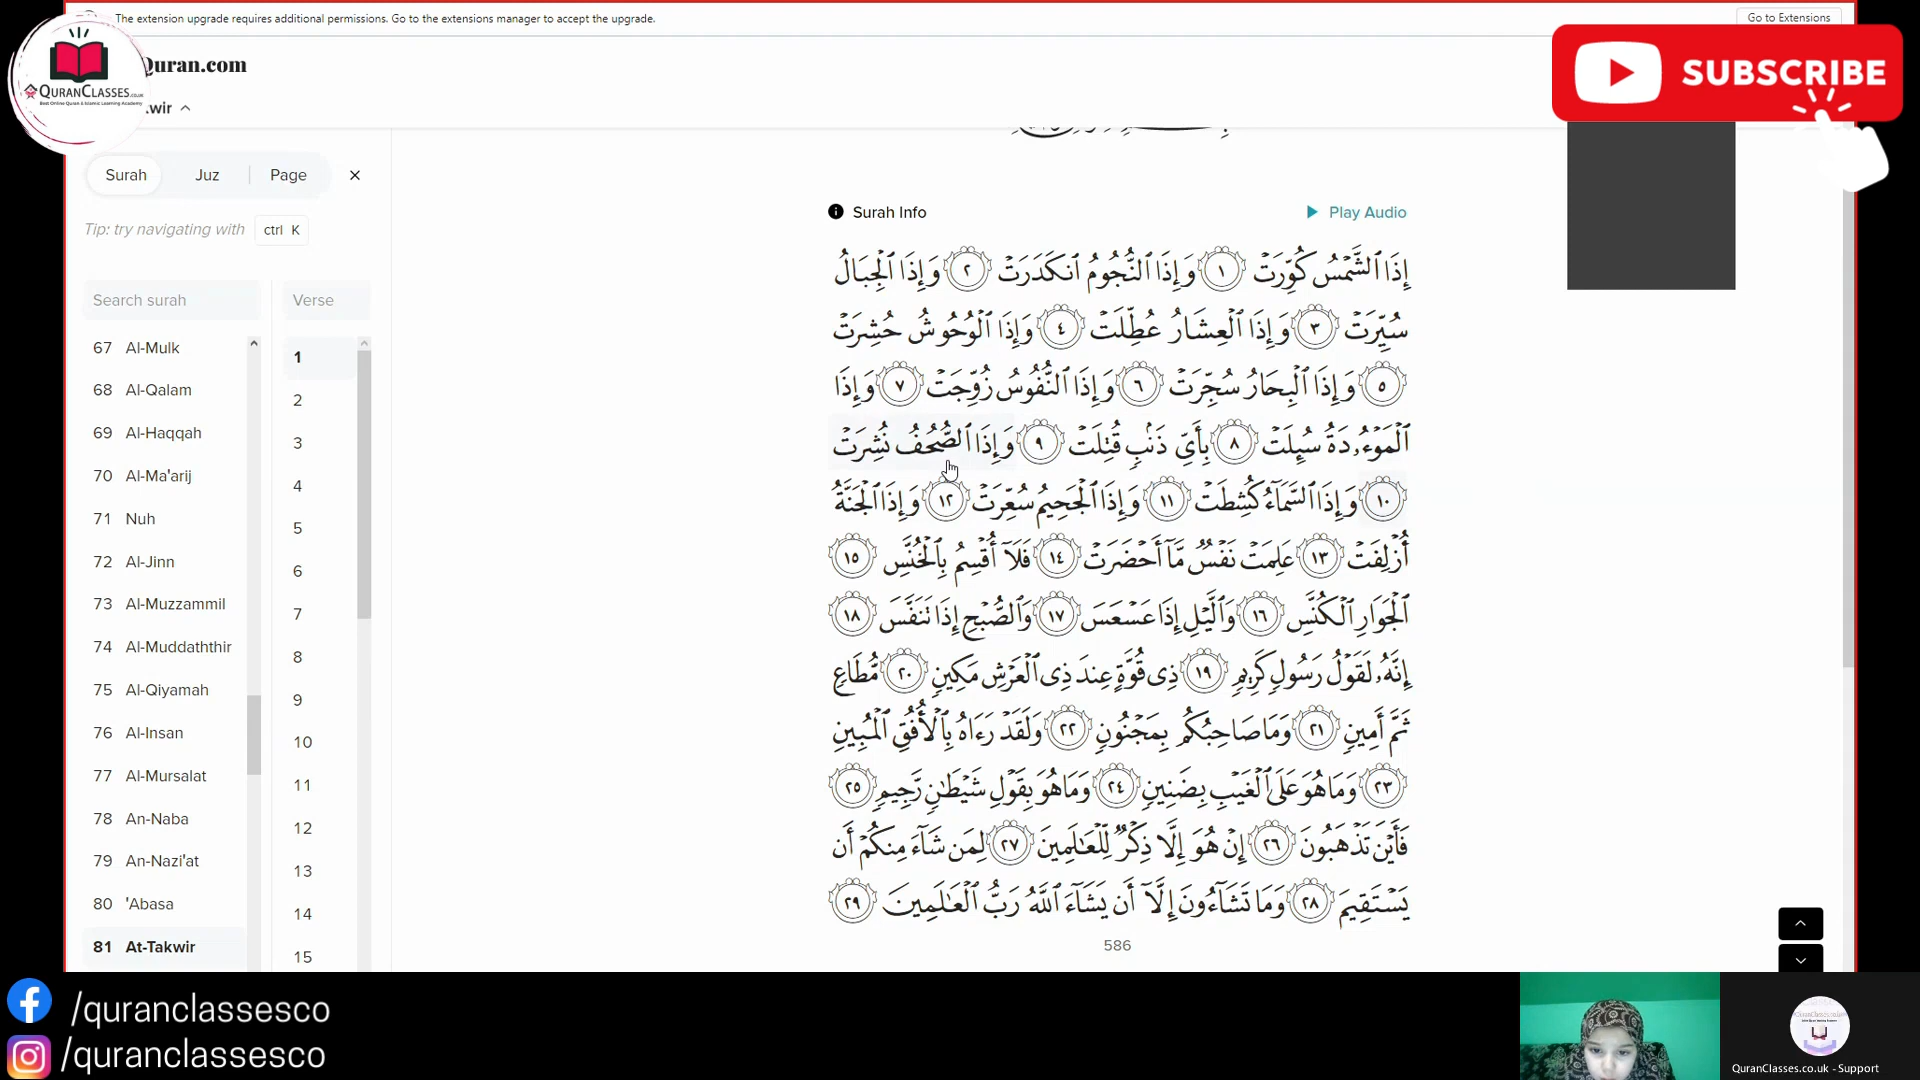 The extension upgrade requires additional permissions. Go to the extensions manager to accept the upgrade.
Go to Extensions
Quran.com
QURANCLASSES.co.uk
Best Online Quran & Islamic Learning Academy
kwir
SUBSCRIBE
Surah
Juz
Page
Tip: try navigating with
ctrl K
Search surah
Verse
67 Al-Mulk
68 Al-Qalam
69 Al-Haqqah
70 Al-Ma'arij
71 Nuh
72 Al-Jinn
73 Al-Muzzammil
74 Al-Muddaththir
75 Al-Qiyamah
76 Al-Insan
77 Al-Mursalat
78 An-Naba
79 An-Nazi'at
80 'Abasa
81 At-Takwir
1
2
3
4
5
6
7
8
9
10
11
12
13
14
15
Surah Info
Play Audio
إِذَا ٱلشَّمْسُ كُوِّرَتْ ١ وَإِذَا ٱلنُّجُومُ ٱنكَدَرَتْ ٢ وَإِذَا ٱلْجِبَالُ
سُيِّرَتْ ٣ وَإِذَا ٱلْعِشَارُ عُطِّلَتْ ٤ وَإِذَا ٱلْوُحُوشُ حُشِرَتْ
٥ وَإِذَا ٱلْبِحَارُ سُجِّرَتْ ٦ وَإِذَا ٱلنُّفُوسُ زُوِّجَتْ ٧ وَإِذَا
ٱلْمَوْءُۥدَةُ سُئِلَتْ ٨ بِأَىِّ ذَنۢبٍ قُتِلَتْ ٩ وَإِذَا ٱلصُّحُفُ نُشِرَتْ
١٠ وَإِذَا ٱلسَّمَآءُ كُشِطَتْ ١١ وَإِذَا ٱلْجَحِيمُ سُعِّرَتْ ١٢ وَإِذَا ٱلْجَنَّةُ
أُزْلِفَتْ ١٣ عَلِمَتْ نَفْسٌ مَّآ أَحْضَرَتْ ١٤ فَلَآ أُقْسِمُ بِٱلْخُنَّسِ ١٥
ٱلْجَوَارِ ٱلْكُنَّسِ ١٦ وَٱلَّيْلِ إِذَا عَسْعَسَ ١٧ وَٱلصُّبْحِ إِذَا تَنَفَّسَ ١٨
إِنَّهُۥ لَقَوْلُ رَسُولٍ كَرِيمٍ ١٩ ذِى قُوَّةٍ عِندَ ذِى ٱلْعَرْشِ مَكِينٍ ٢٠ مُّطَاعٍ
ثَمَّ أَمِينٍ ٢١ وَمَا صَاحِبُكُم بِمَجْنُونٍ ٢٢ وَلَقَدْ رَءَاهُ بِٱلْأُفُقِ ٱلْمُبِينِ
٢٣ وَمَا هُوَ عَلَى ٱلْغَيْبِ بِضَنِينٍ ٢٤ وَمَا هُوَ بِقَوْلِ شَيْطَٰنٍ رَّجِيمٍ ٢٥
فَأَيْنَ تَذْهَبُونَ ٢٦ إِنْ هُوَ إِلَّا ذِكْرٌ لِّلْعَٰلَمِينَ ٢٧ لِمَن شَآءَ مِنكُمْ أَن
يَسْتَقِيمَ ٢٨ وَمَا تَشَآءُونَ إِلَّآ أَن يَشَآءَ ٱللَّهُ رَبُّ ٱلْعَٰلَمِينَ ٢٩
586
/quranclassesco
/quranclassesco
QuranClasses.co.uk - Support